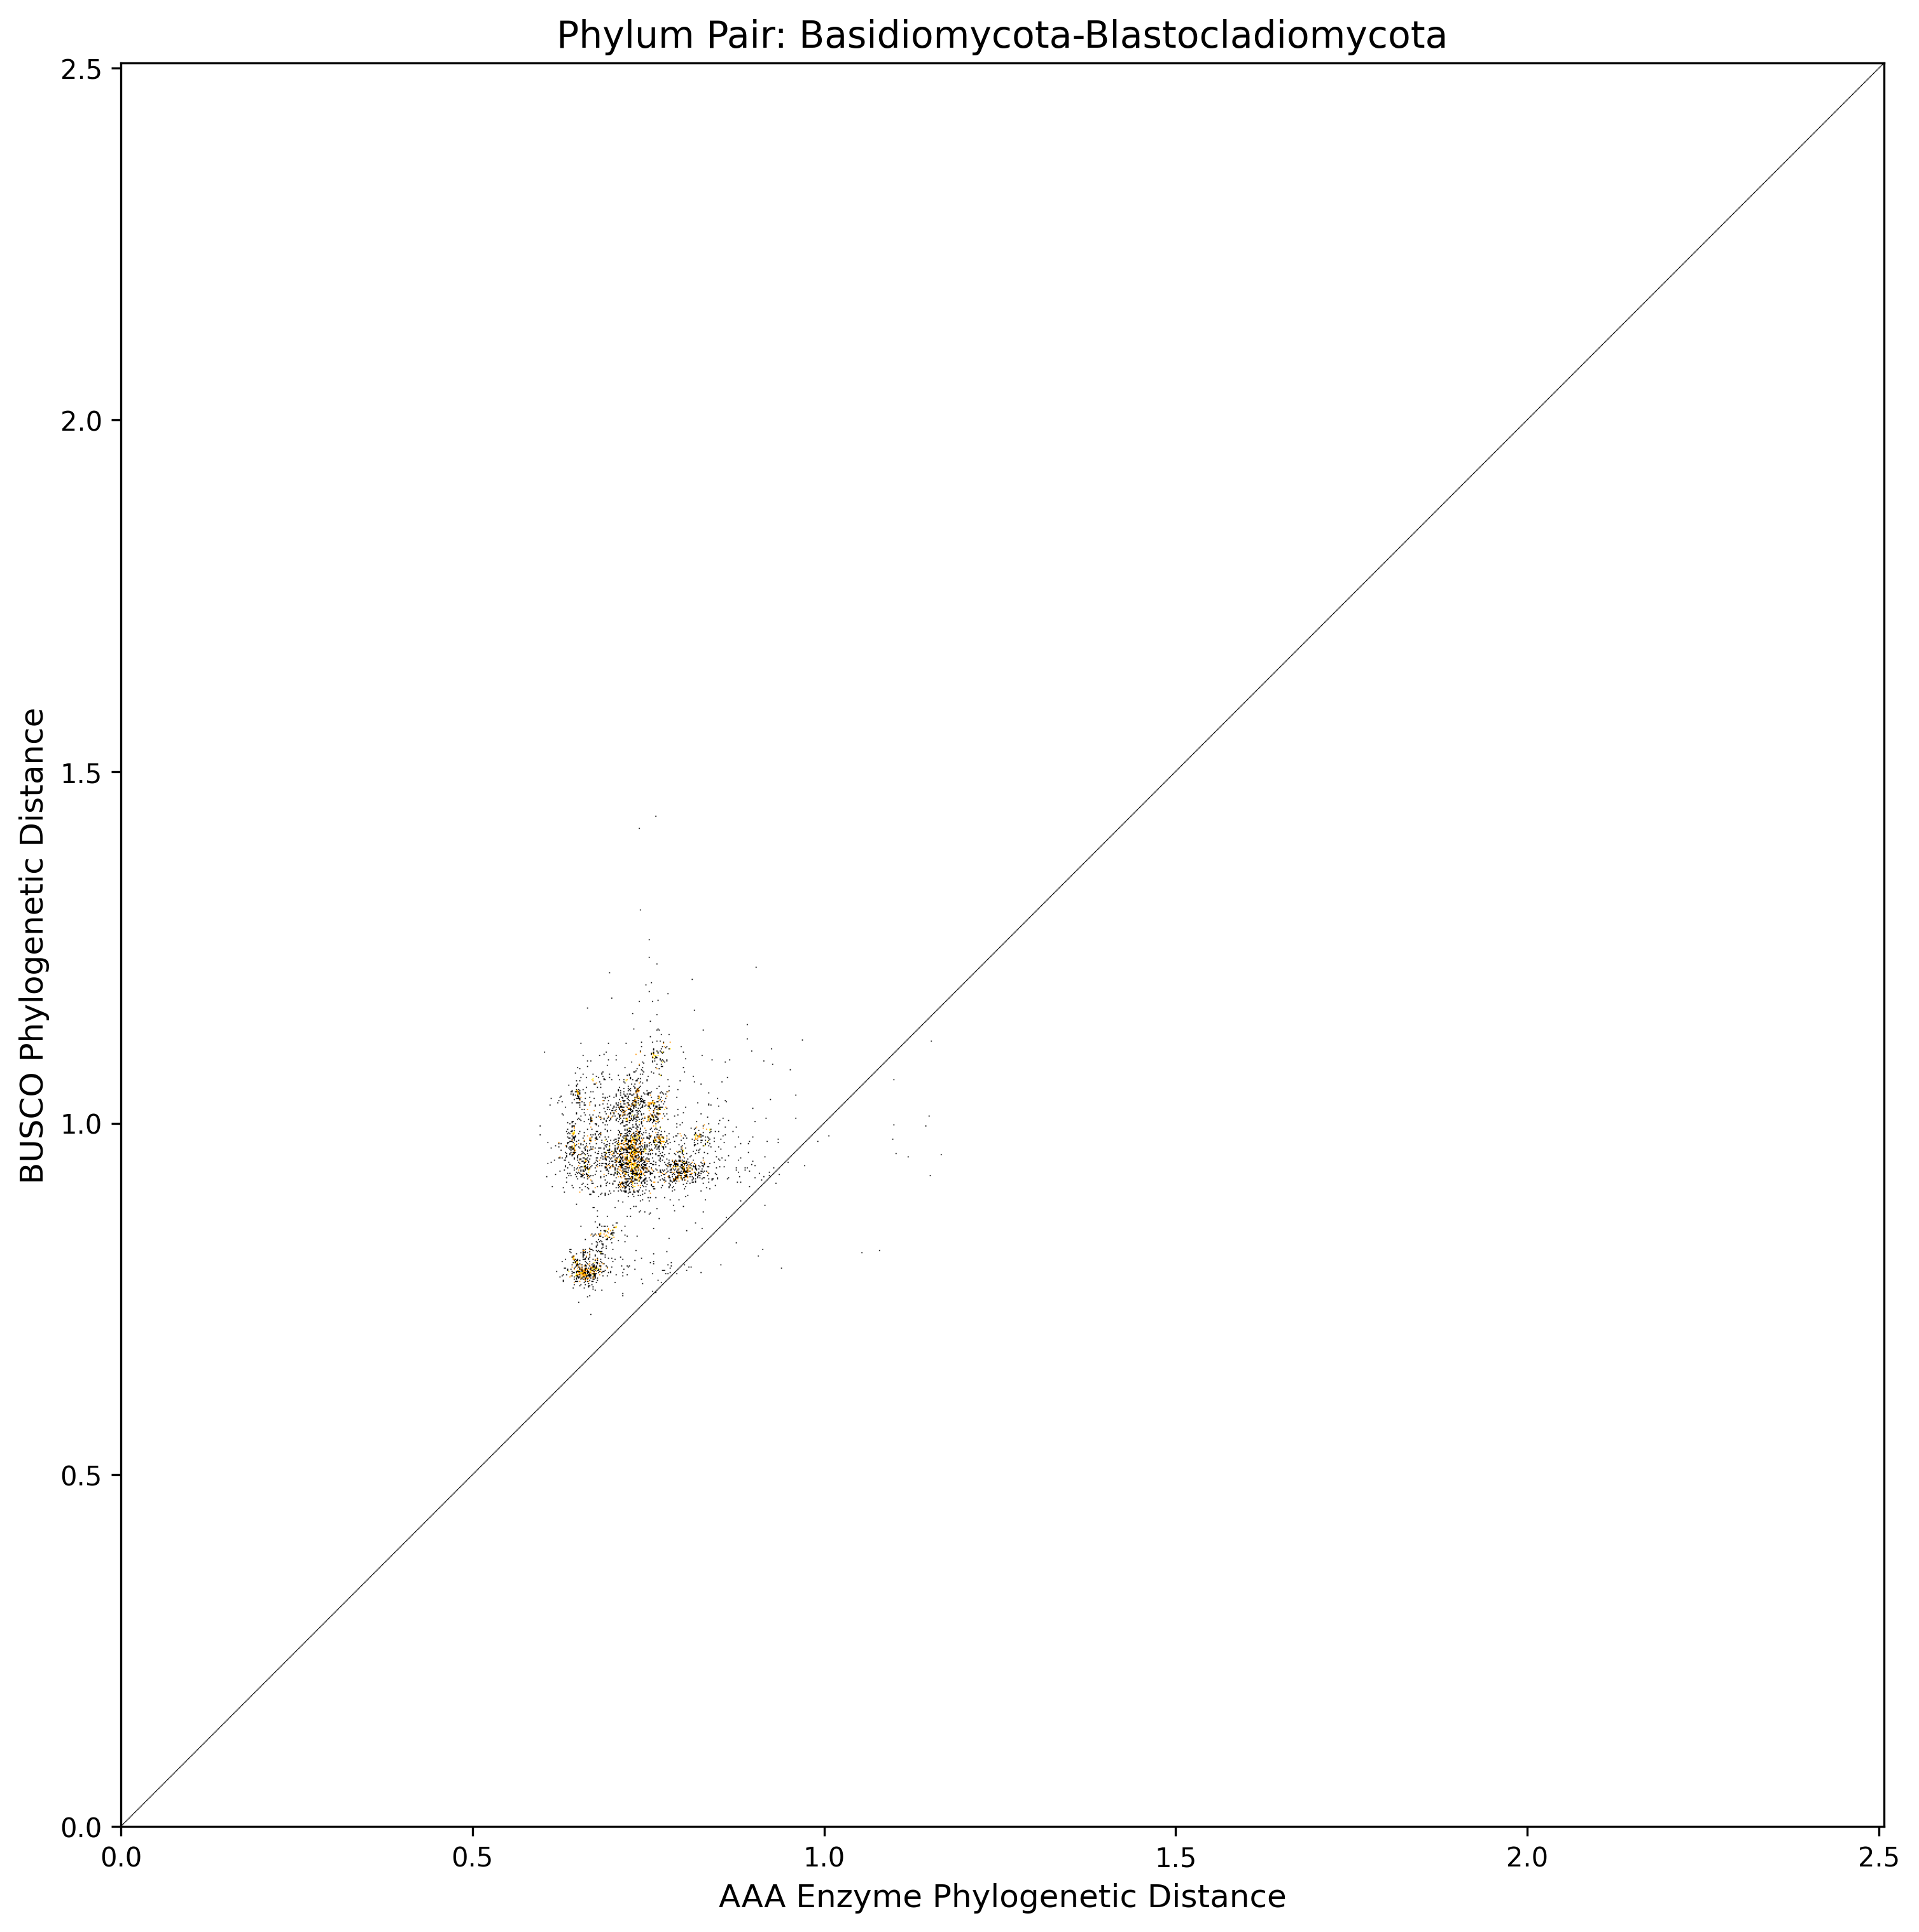 Phylum Pair: Basidiomycota-Blastocladiomycota
2.5
2.0
1.5
1.0
0.5
0.0
BUSCO Phylogenetic Distance
0.0 0.5 1.0 1.5 2.0 2.5
AAA Enzyme Phylogenetic Distance